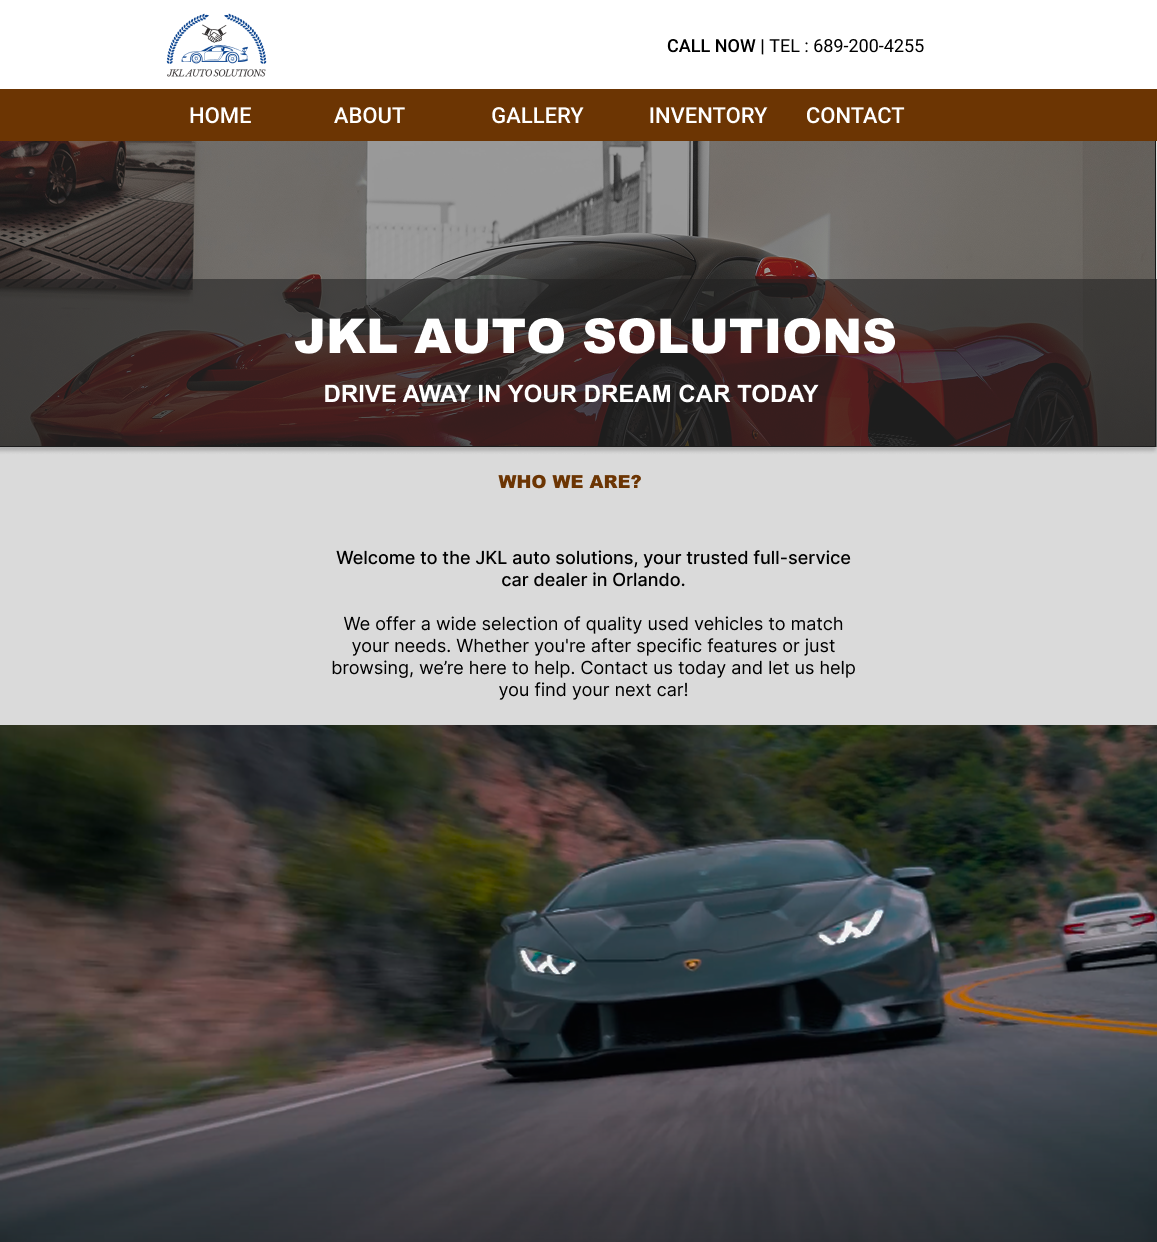 JKL AUTO SOLUTIONS
CALL NOW | TEL : 689-200-4255
HOME
ABOUT
GALLERY
INVENTORY
CONTACT
JKL AUTO SOLUTIONS
DRIVE AWAY IN YOUR DREAM CAR TODAY
WHO WE ARE?
Welcome to the JKL auto solutions, your trusted full-service
car dealer in Orlando.
We offer a wide selection of quality used vehicles to match
your needs. Whether you're after specific features or just
browsing, we’re here to help. Contact us today and let us help
you find your next car!